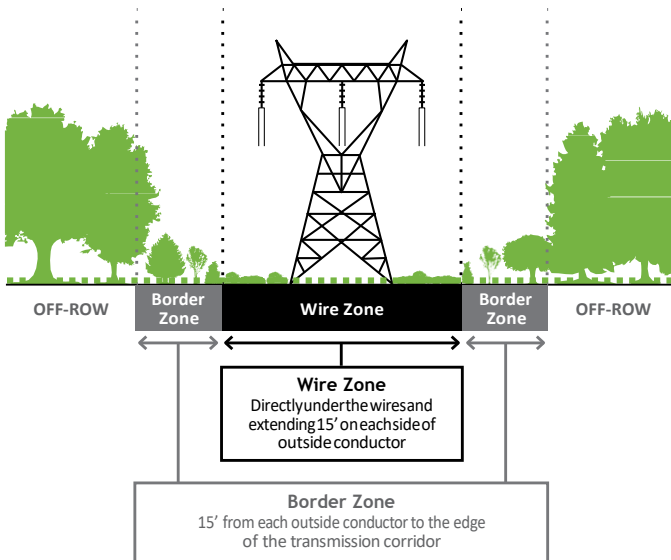 OFF-ROW
Border
Zone
Wire Zone
Border
Zone
OFF-ROW
Wire Zone
Directlyunderthewiresand
extending15’oneachsideof
outsideconductor
Border Zone
15’ from each outside conductor to the edge
of the transmission corridor